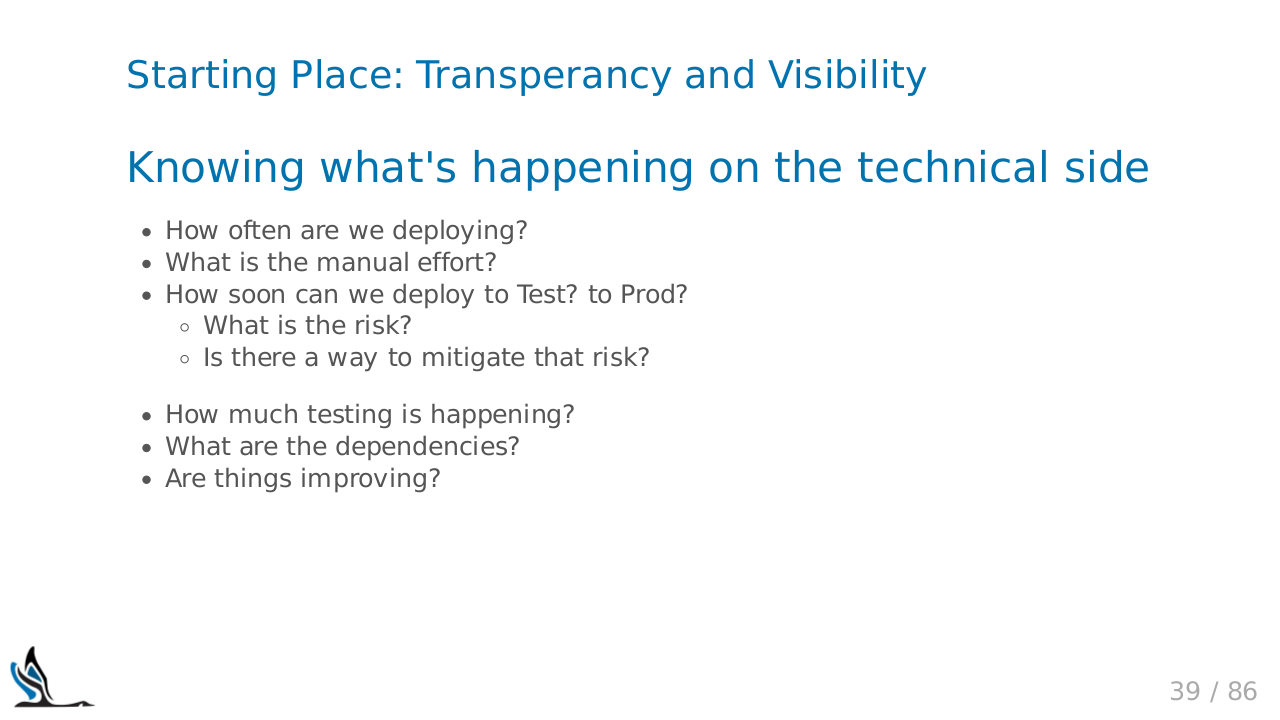 Starting Place: Transperancy and Visibility
Knowing what's happening on the technical side
• How often are we deploying?
• What is the manual effort?
• How soon can we deploy to Test? to Prod?
◦ What is the risk?
◦ Is there a way to mitigate that risk?
• How much testing is happening?
• What are the dependencies?
• Are things improving?
39 / 86